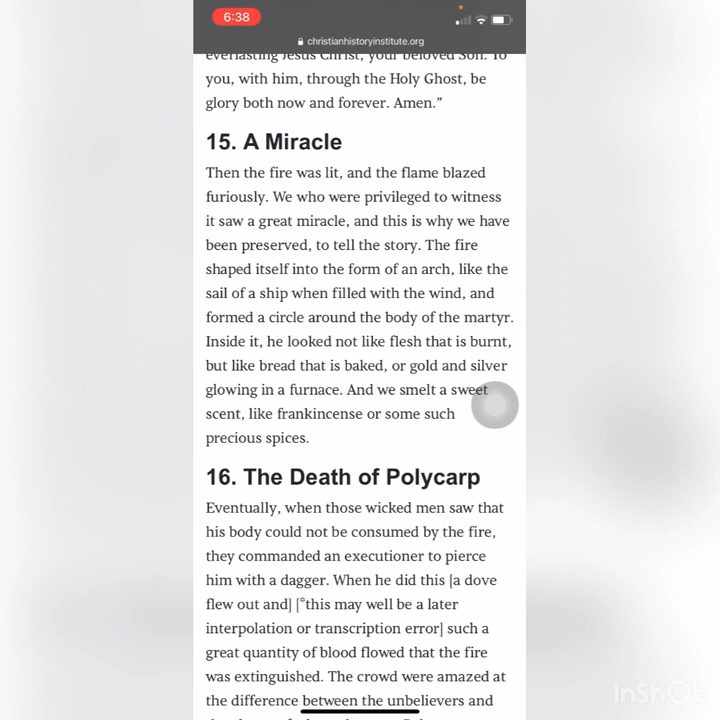 6:38
christianhistoryinstitute.org
everlasting Jesus Christ, your beloved Son. To
you, with him, through the Holy Ghost, be
glory both now and forever. Amen.”
15. A Miracle
Then the fire was lit, and the flame blazed
furiously. We who were privileged to witness
it saw a great miracle, and this is why we have
been preserved, to tell the story. The fire
shaped itself into the form of an arch, like the
sail of a ship when filled with the wind, and
formed a circle around the body of the martyr.
Inside it, he looked not like flesh that is burnt,
but like bread that is baked, or gold and silver
glowing in a furnace. And we smelt a sweet
scent, like frankincense or some such
precious spices.
16. The Death of Polycarp
Eventually, when those wicked men saw that
his body could not be consumed by the fire,
they commanded an executioner to pierce
him with a dagger. When he did this [a dove
flew out and] [*this may well be a later
interpolation or transcription error] such a
great quantity of blood flowed that the fire
was extinguished. The crowd were amazed at
the difference between the unbelievers and
InShOt